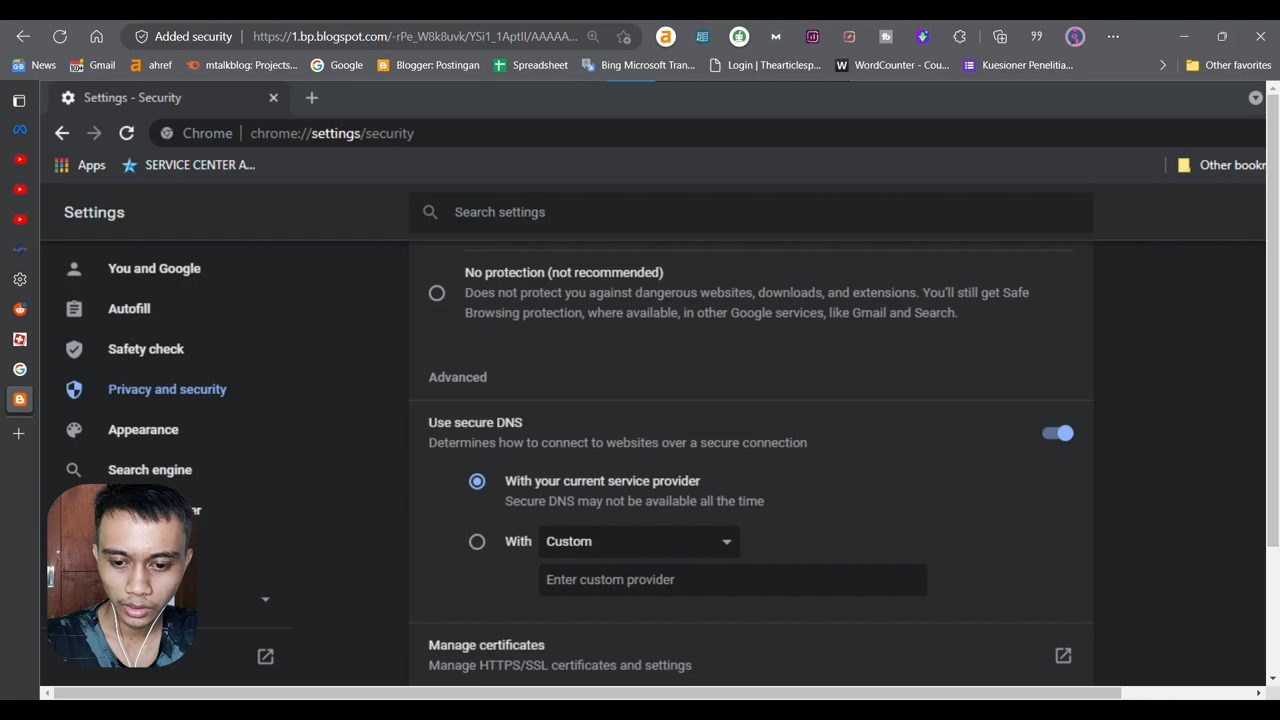 Added security
https://1.bp.blogspot.com/-rPe_W8k8uvk/YSi1_1AptII/AAAAA...
News
Gmail
ahref
mtalkblog: Projects...
Google
Blogger: Postingan
Spreadsheet
Bing Microsoft Tran...
Login | Thearticlesp...
WordCounter - Cou...
Kuesioner Penelitia...
Other favorites
Settings - Security
Chrome
chrome://settings/security
Apps
SERVICE CENTER A...
Other bookr
Settings
Search settings
You and Google
Autofill
Safety check
Privacy and security
Appearance
Search engine
er
No protection (not recommended)
Does not protect you against dangerous websites, downloads, and extensions. You'll still get Safe
Browsing protection, where available, in other Google services, like Gmail and Search.
Advanced
Use secure DNS
Determines how to connect to websites over a secure connection
With your current service provider
Secure DNS may not be available all the time
With Custom
Enter custom provider
Manage certificates
Manage HTTPS/SSL certificates and settings